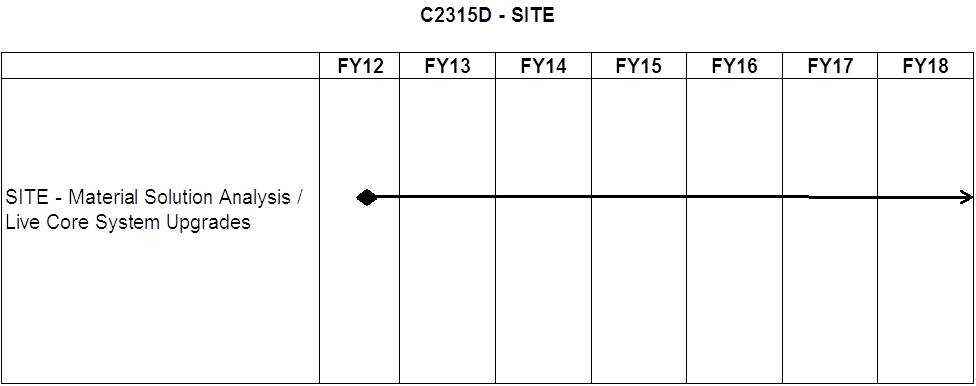 C2315D - SITE
FY12 FY13 FY14 FY15 FY16 FY17 FY18
SITE - Material Solution Analysis /
Live Core System Upgrades